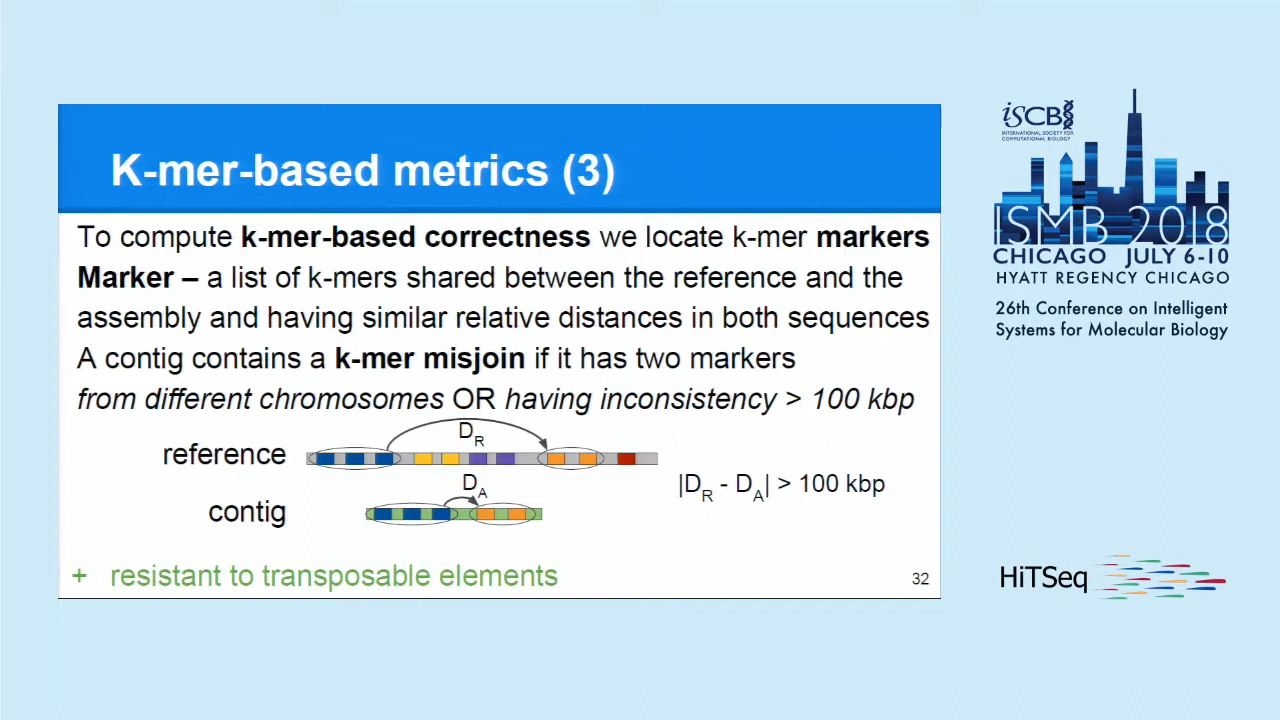 K-mer-based metrics (3)
To compute k-mer-based correctness we locate k-mer markers
Marker – a list of k-mers shared between the reference and the
assembly and having similar relative distances in both sequences
A contig contains a k-mer misjoin if it has two markers
from different chromosomes OR having inconsistency > 100 kbp
DR
reference
DA
|DR - DA| > 100 kbp
contig
+ resistant to transposable elements
32
iSCB
INTERNATIONAL SOCIETY FOR
COMPUTATIONAL BIOLOGY
ISMB 2018
CHICAGO JULY 6-10
HYATT REGENCY CHICAGO
26th Conference on Intelligent
Systems for Molecular Biology
HiTSeq